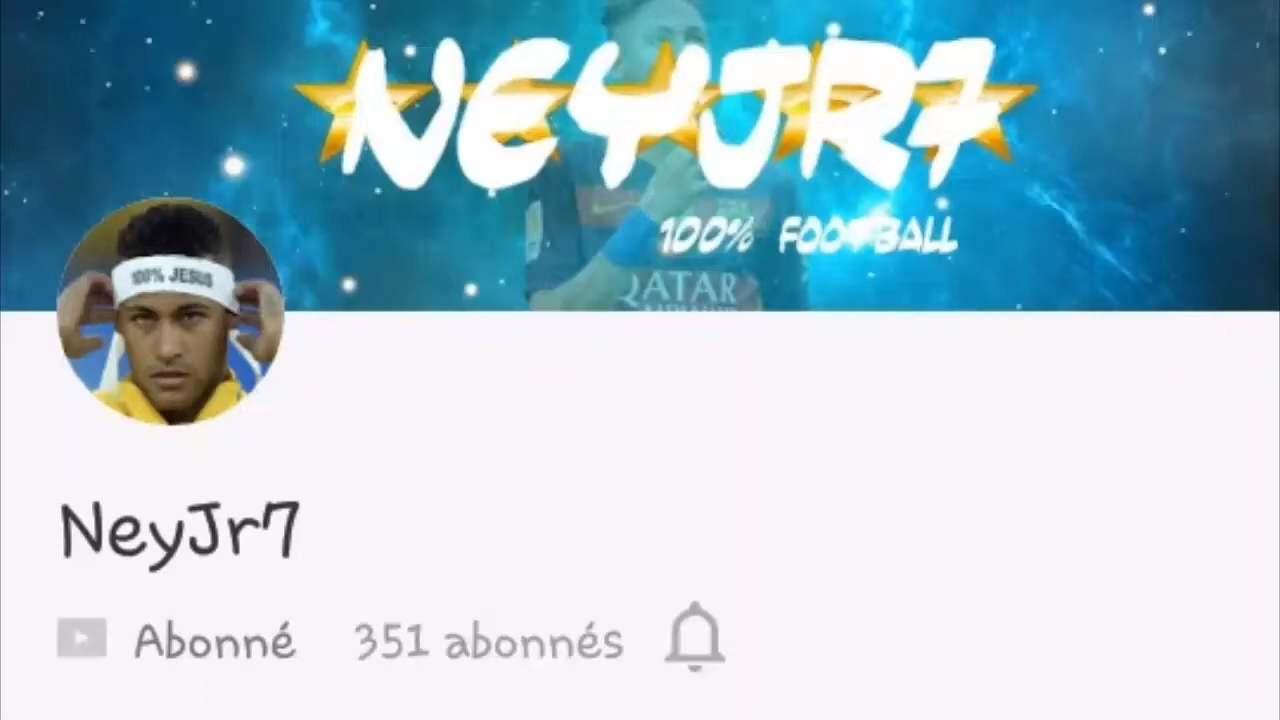 NEYJR7
100% FOOTBALL
QATAR
100% JESUS
NeyJr7
Abonné 351 abonnés